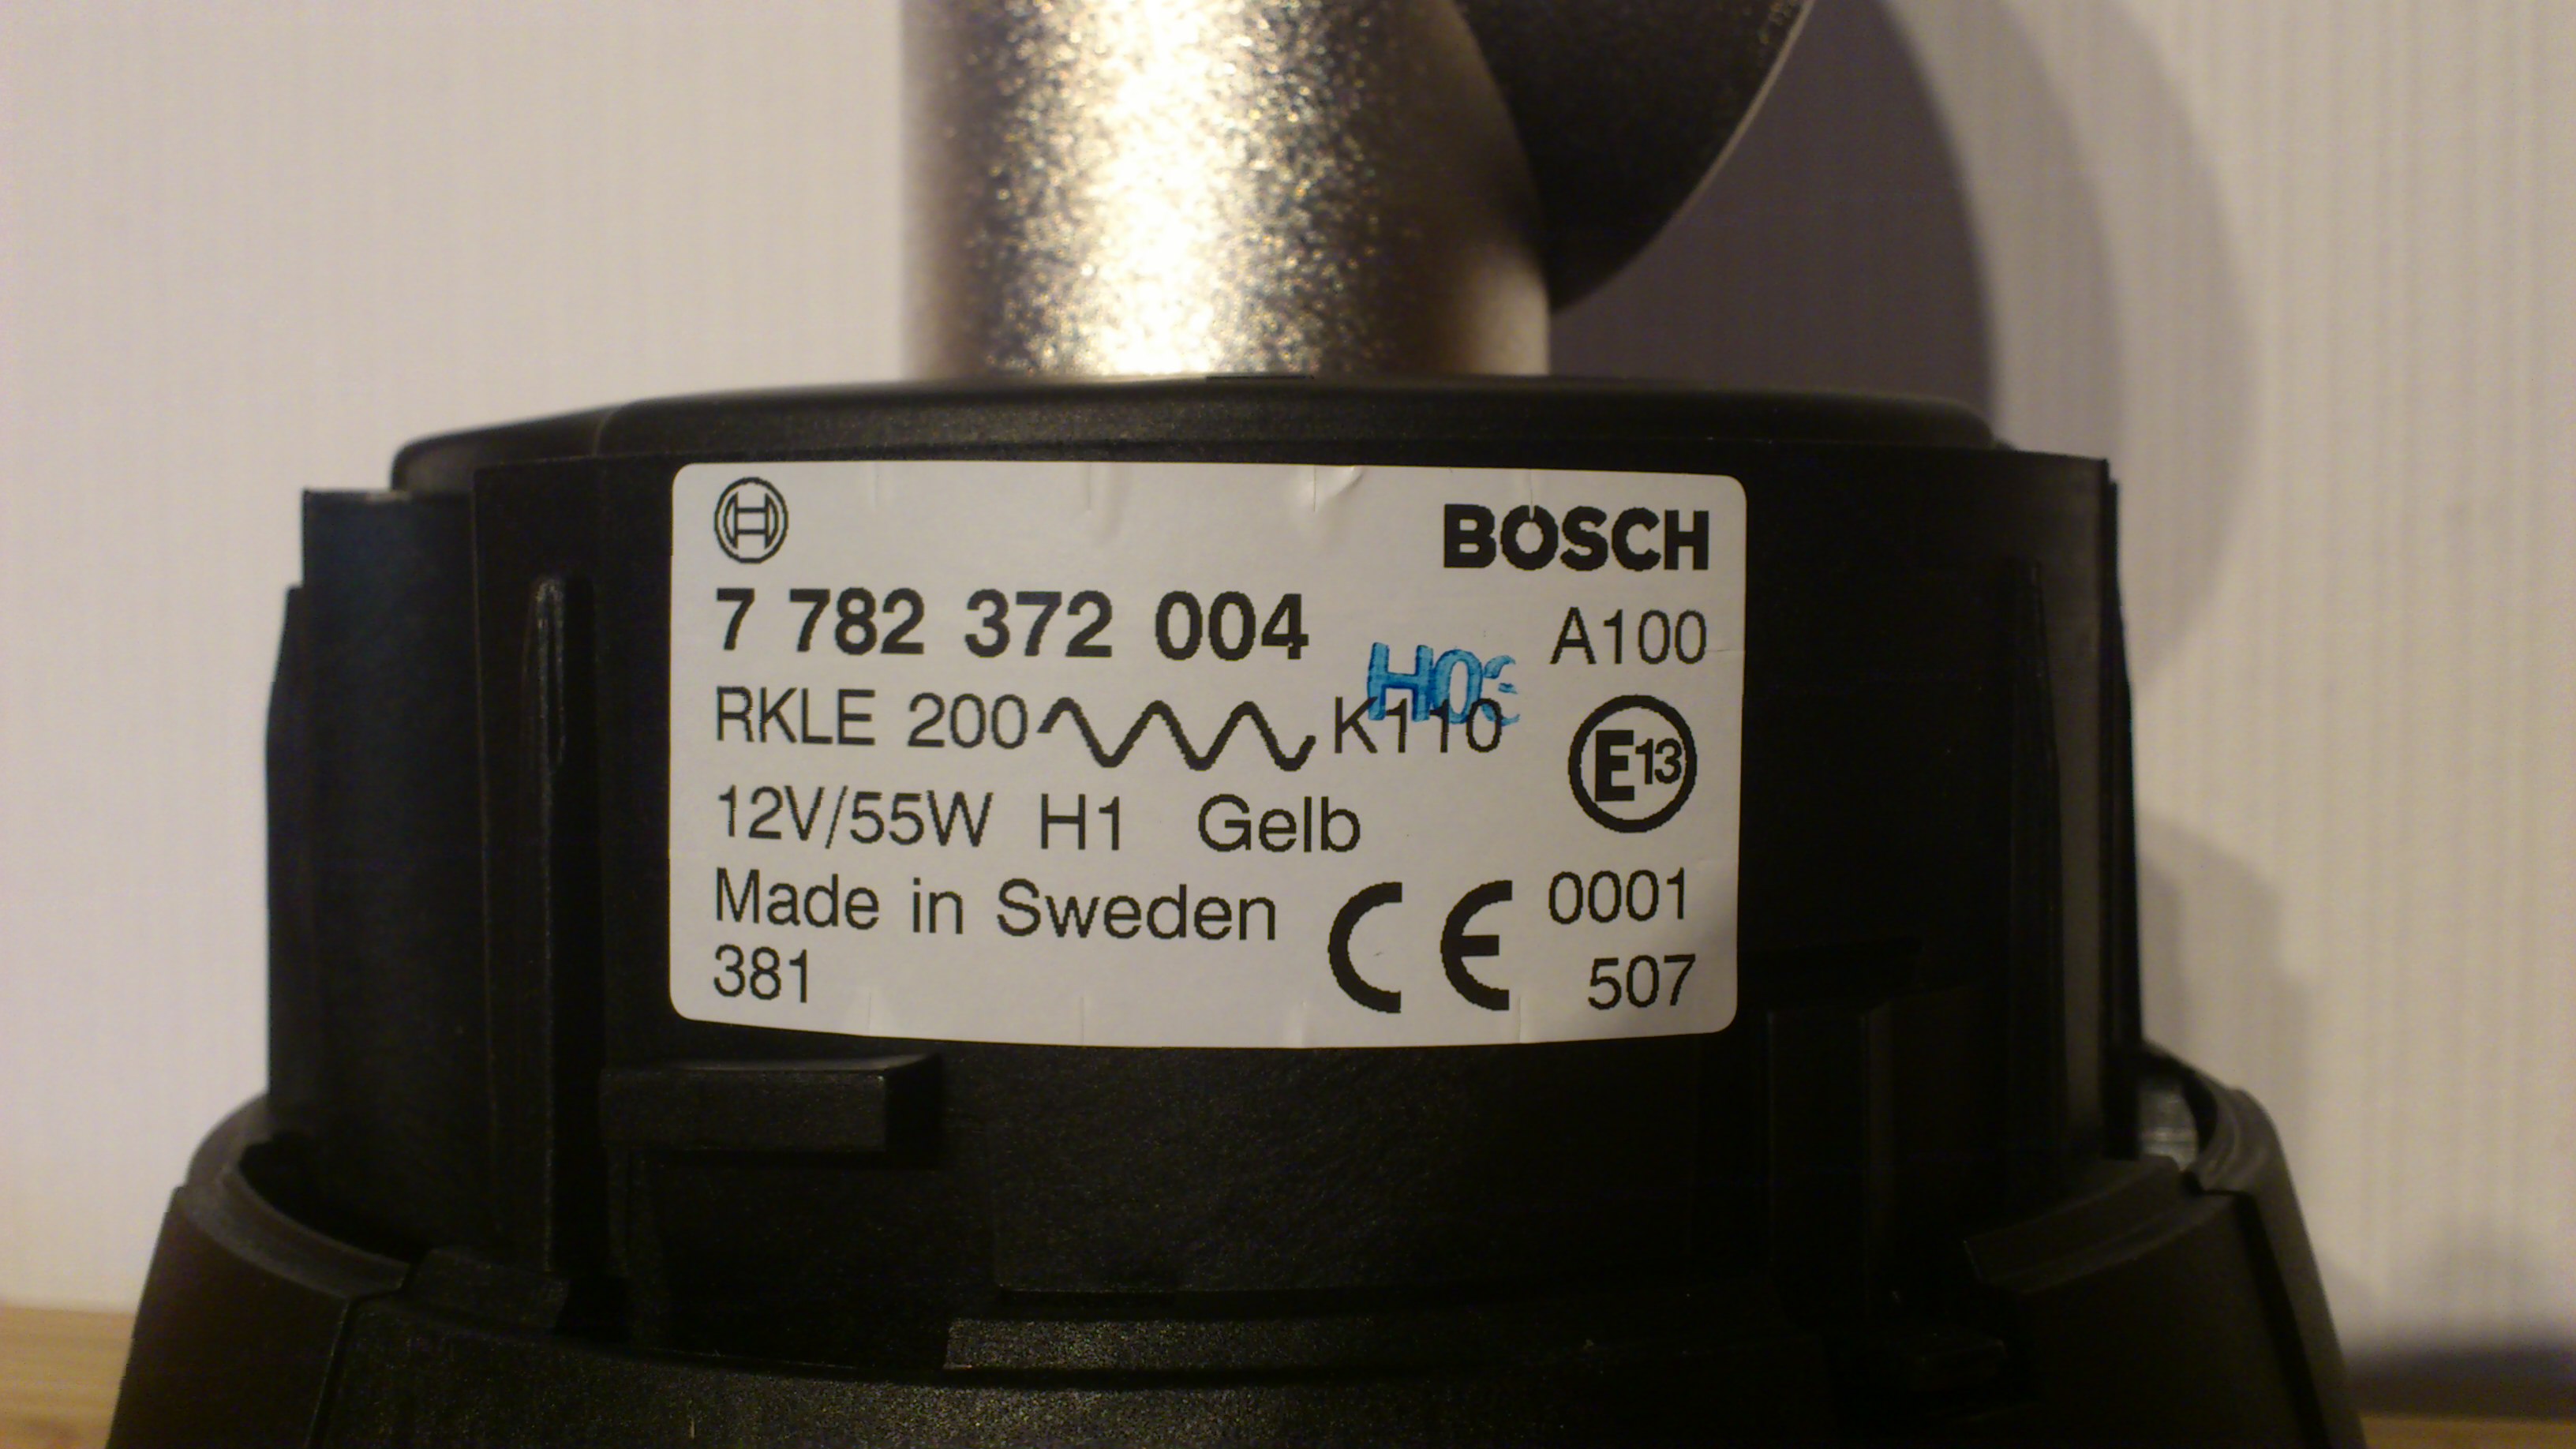 BOSCH
7 782 372 004 A100
RKLE 200 K110 E13
12V/55W H1 Gelb
Made in Sweden CE 0001
381 507